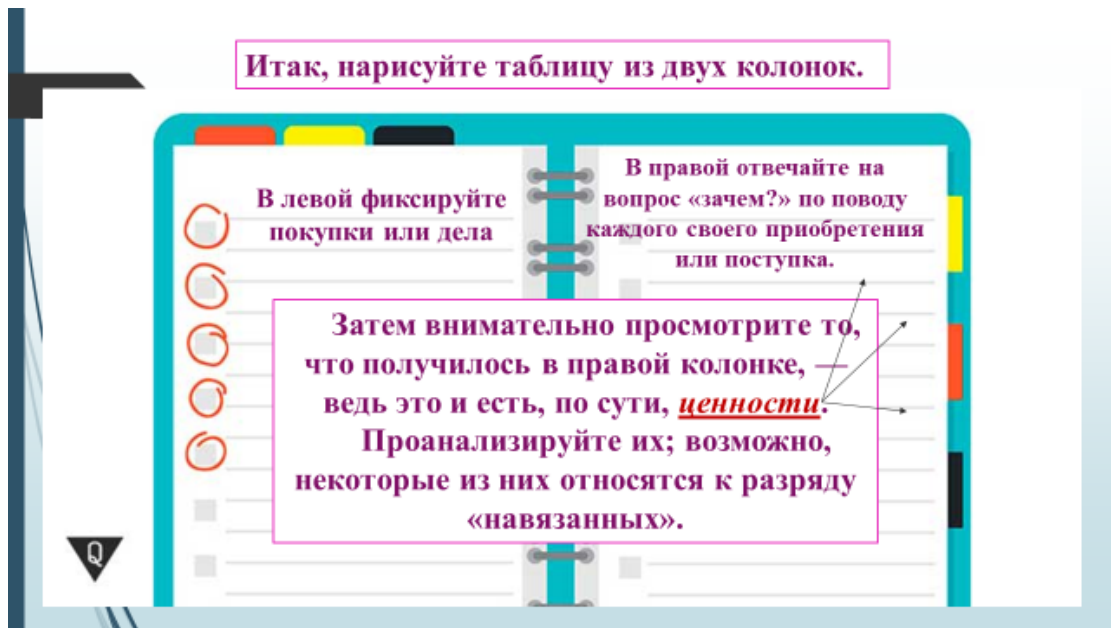 Итак, нарисуйте таблицу из двух колонок.
В левой фиксируйте
покупки или дела
В правой отвечайте на
вопрос «зачем?» по поводу
каждого своего приобретения
или поступка.
Затем внимательно просмотрите то,
что получилось в правой колонке, —
ведь это и есть, по сути, ценности.
Проанализируйте их; возможно,
некоторые из них относятся к разряду
«навязанных».
Q